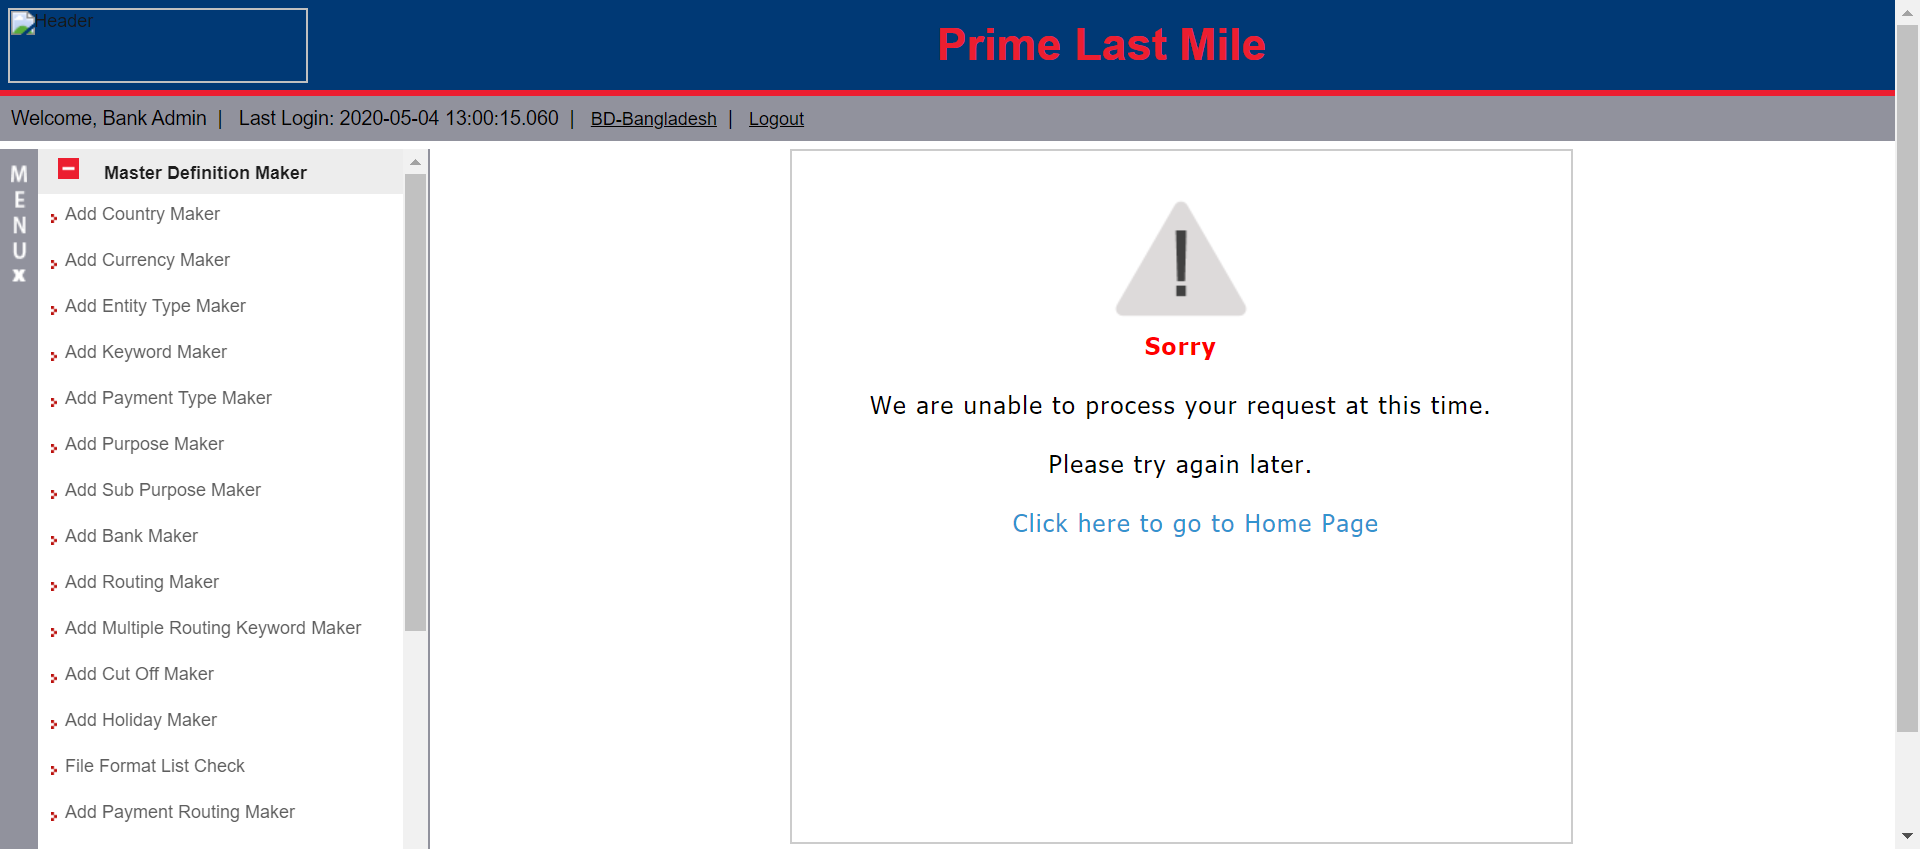 Header
Prime Last Mile
Welcome, Bank Admin | Last Login: 2020-05-04 13:00:15.060 | BD-Bangladesh | Logout
MENU
x
Master Definition Maker
Add Country Maker
Add Currency Maker
Add Entity Type Maker
Add Keyword Maker
Add Payment Type Maker
Add Purpose Maker
Add Sub Purpose Maker
Add Bank Maker
Add Routing Maker
Add Multiple Routing Keyword Maker
Add Cut Off Maker
Add Holiday Maker
File Format List Check
Add Payment Routing Maker
!
Sorry
We are unable to process your request at this time.
Please try again later.
Click here to go to Home Page